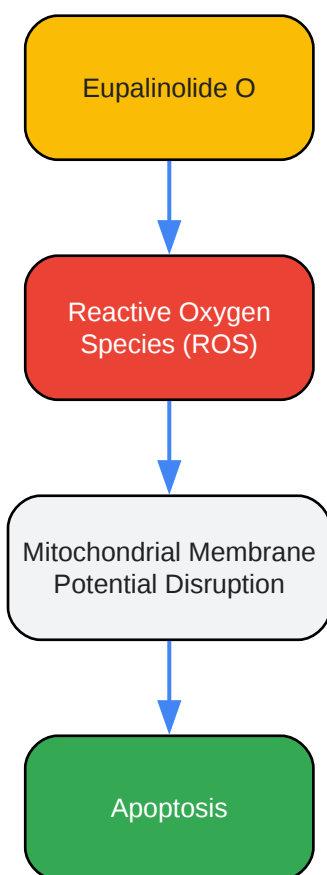 Eupalinolide O
Reactive Oxygen
Species (ROS)
Mitochondrial Membrane
Potential Disruption
Apoptosis